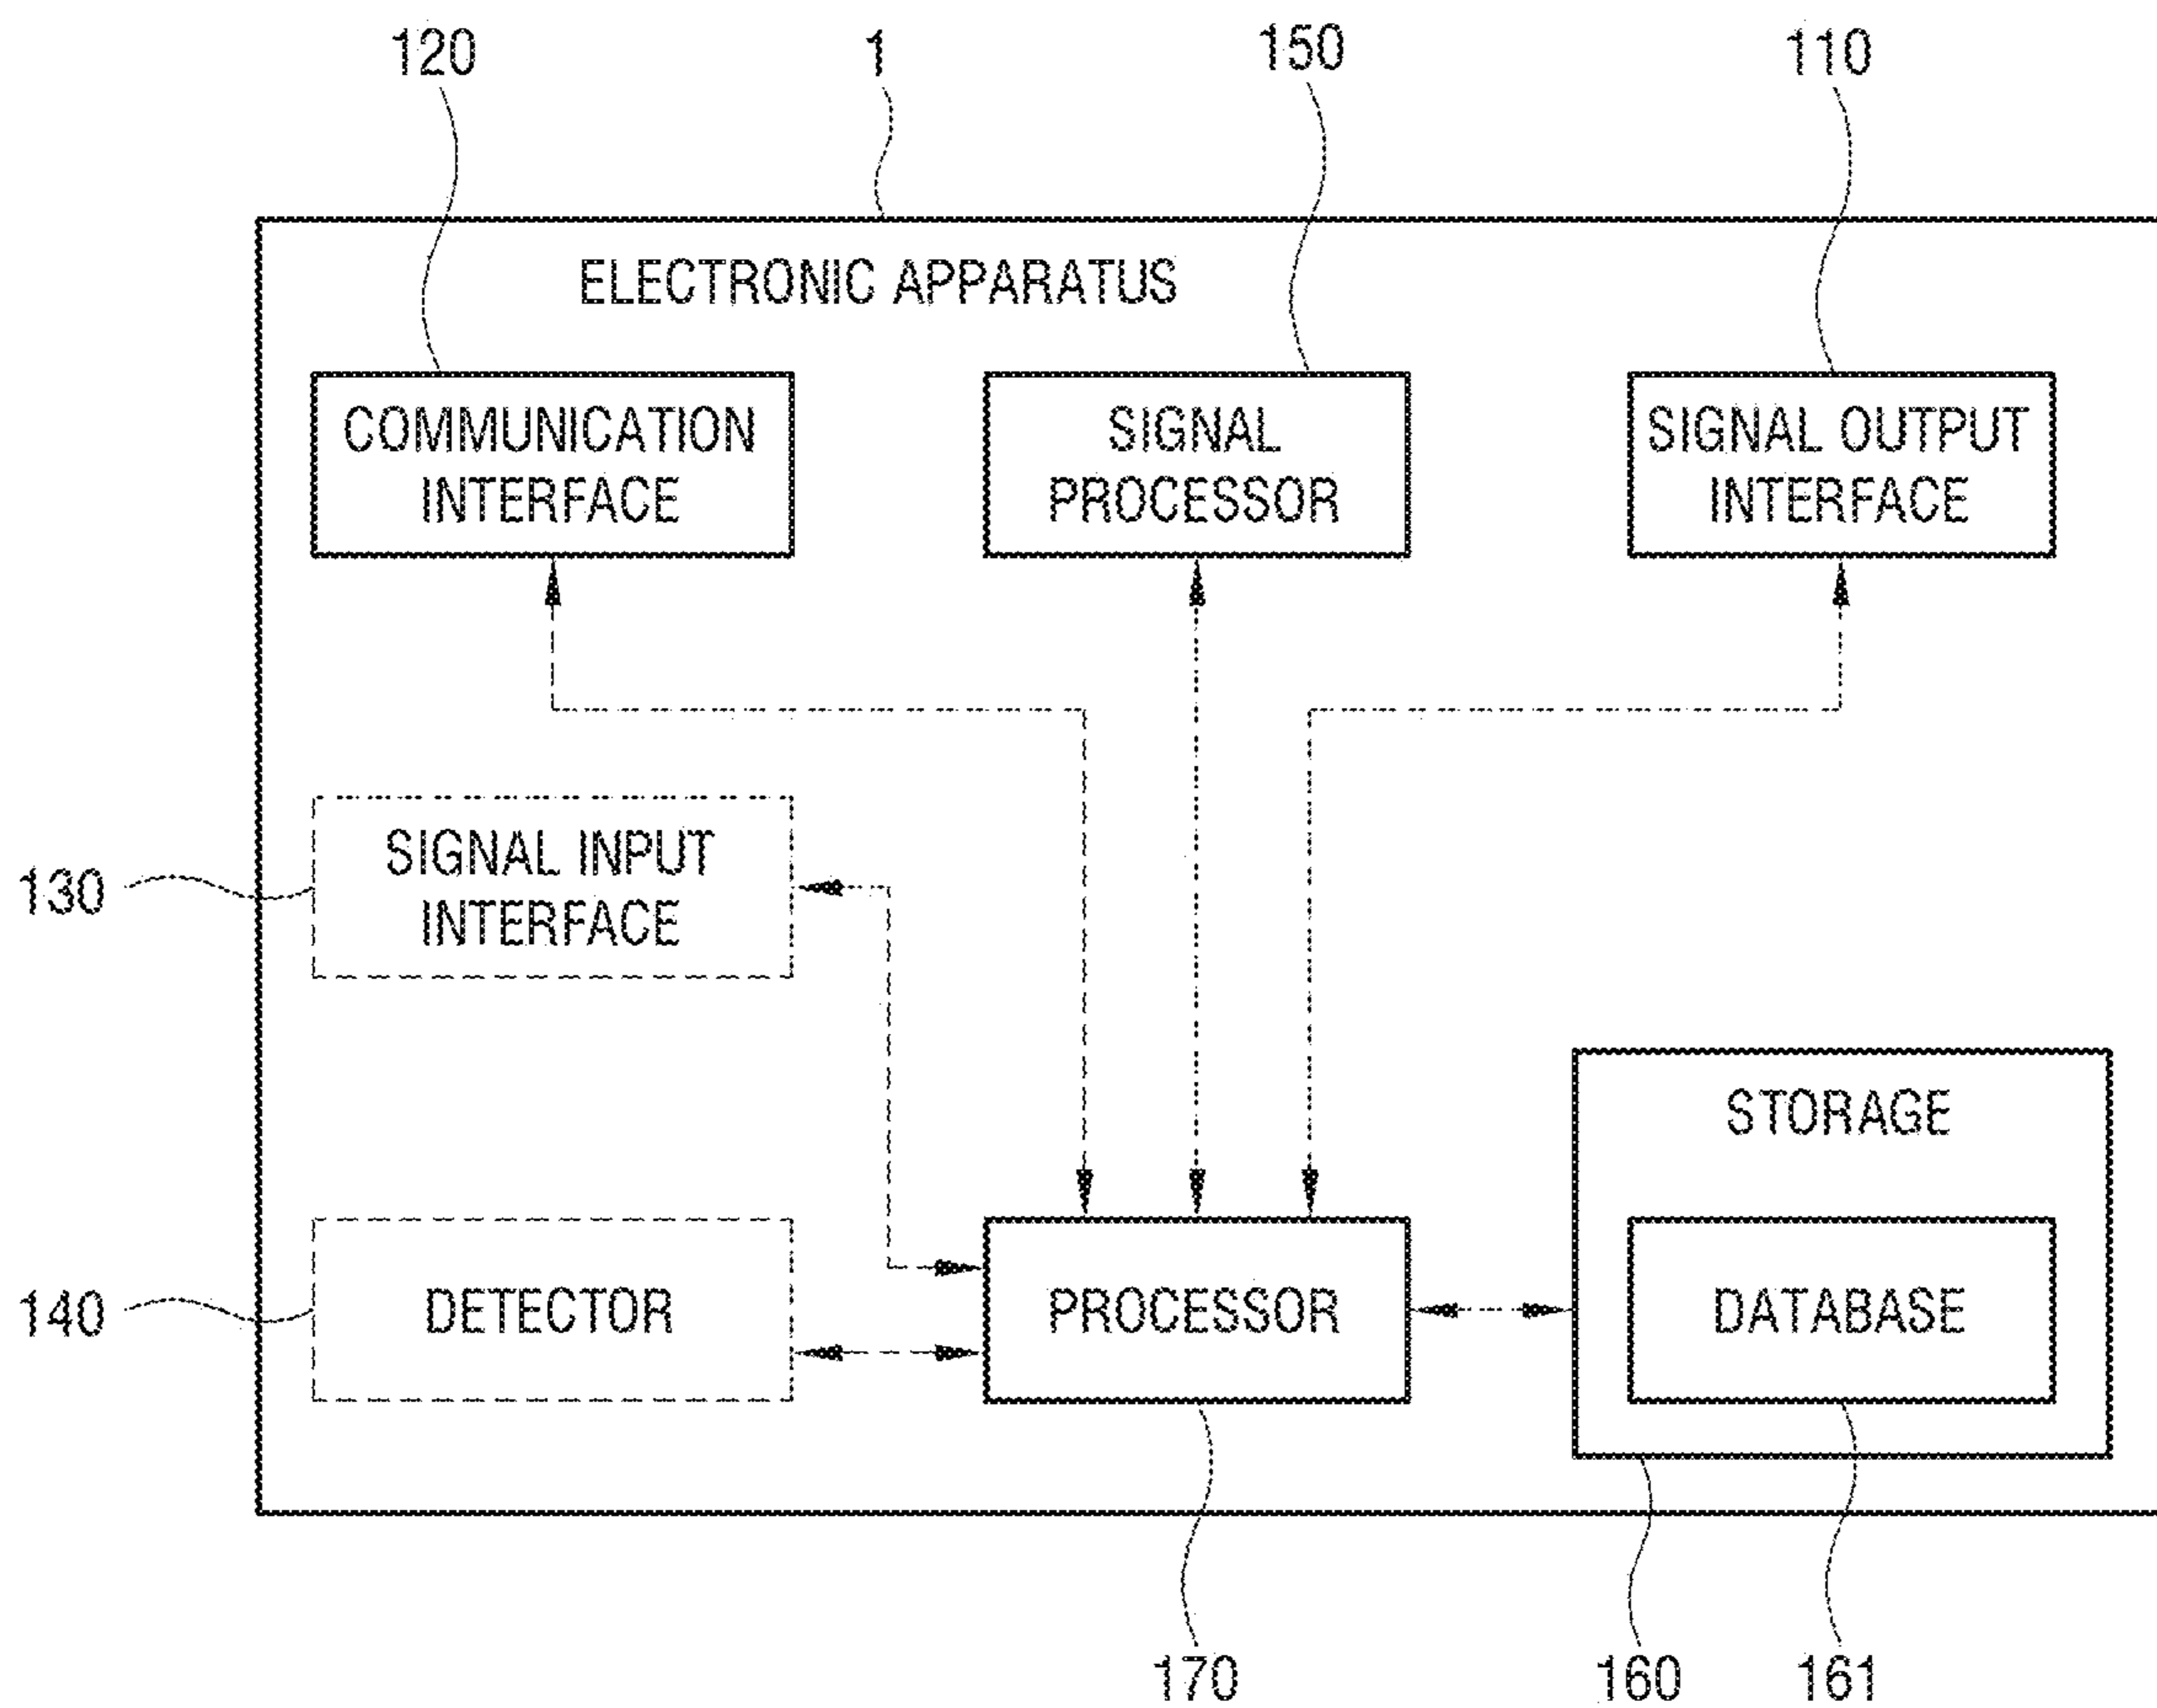 120
1
150
110
ELECTRONIC APPARATUS
COMMUNICATION
INTERFACE
SIGNAL
PROCESSOR
SIGNAL OUTPUT
INTERFACE
130
SIGNAL INPUT
INTERFACE
STORAGE
140
DETECTOR
PROCESSOR
DATABASE
170
160
161